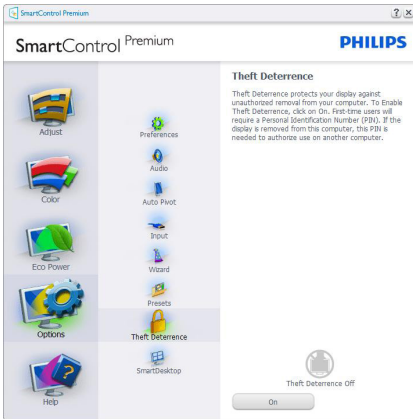 SmartControl Premium
? X
SmartControl Premium
PHILIPS
Adjust
Color
Eco Power
Options
Help
Preferences
Audio
Auto Pivot
Input
Wizard
Presets
Theft Deterrence
SmartDesktop
Theft Deterrence
Theft Deterrence protects your display against
unauthorized removal from your computer. To Enable
Theft Deterrence, click on On. First-time users will
require a Personal Identification Number (PIN). If the
display is removed from this computer, this PIN is
needed to authorize use on another computer.
Theft Deterrence Off
On